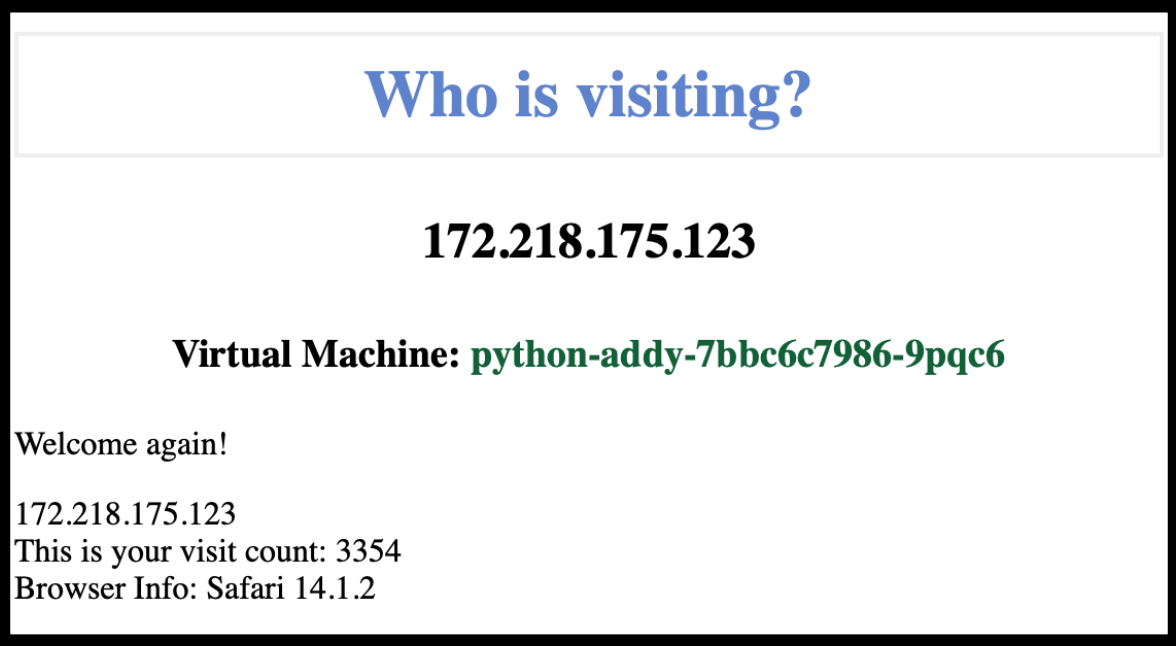 Who is visiting?
172.218.175.123
Virtual Machine: python-addy-7bbc6c7986-9pqc6
Welcome again!
172.218.175.123
This is your visit count: 3354
Browser Info: Safari 14.1.2